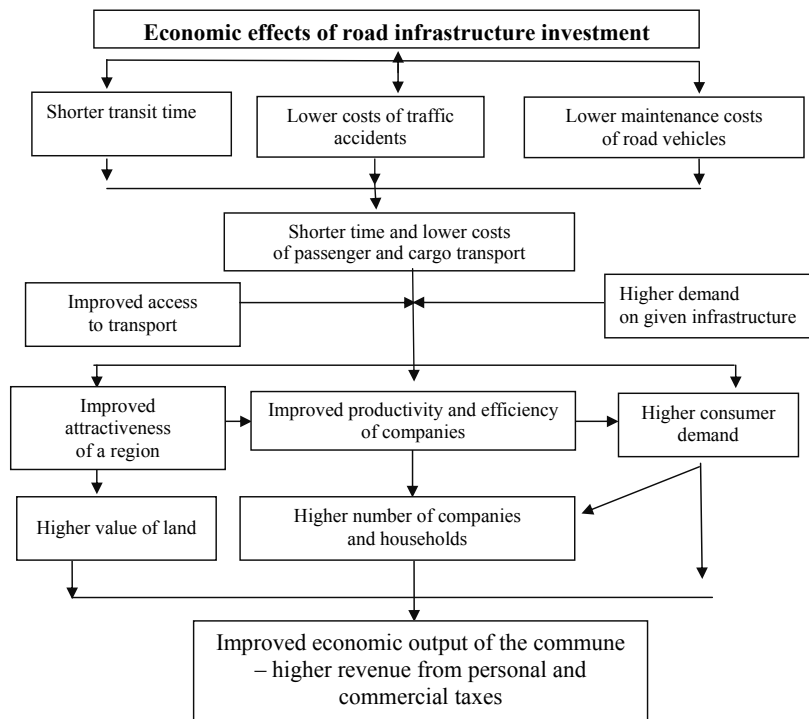 Economic effects of road infrastructure investment
Shorter transit time
Lower costs of traffic
accidents
Lower maintenance costs
of road vehicles
Shorter time and lower costs
of passenger and cargo transport
Improved access
to transport
Higher demand
on given infrastructure
Improved
attractiveness
of a region
Improved productivity and efficiency
of companies
Higher consumer
demand
Higher value of land
Higher number of companies
and households
Improved economic output of the commune
– higher revenue from personal and
commercial taxes